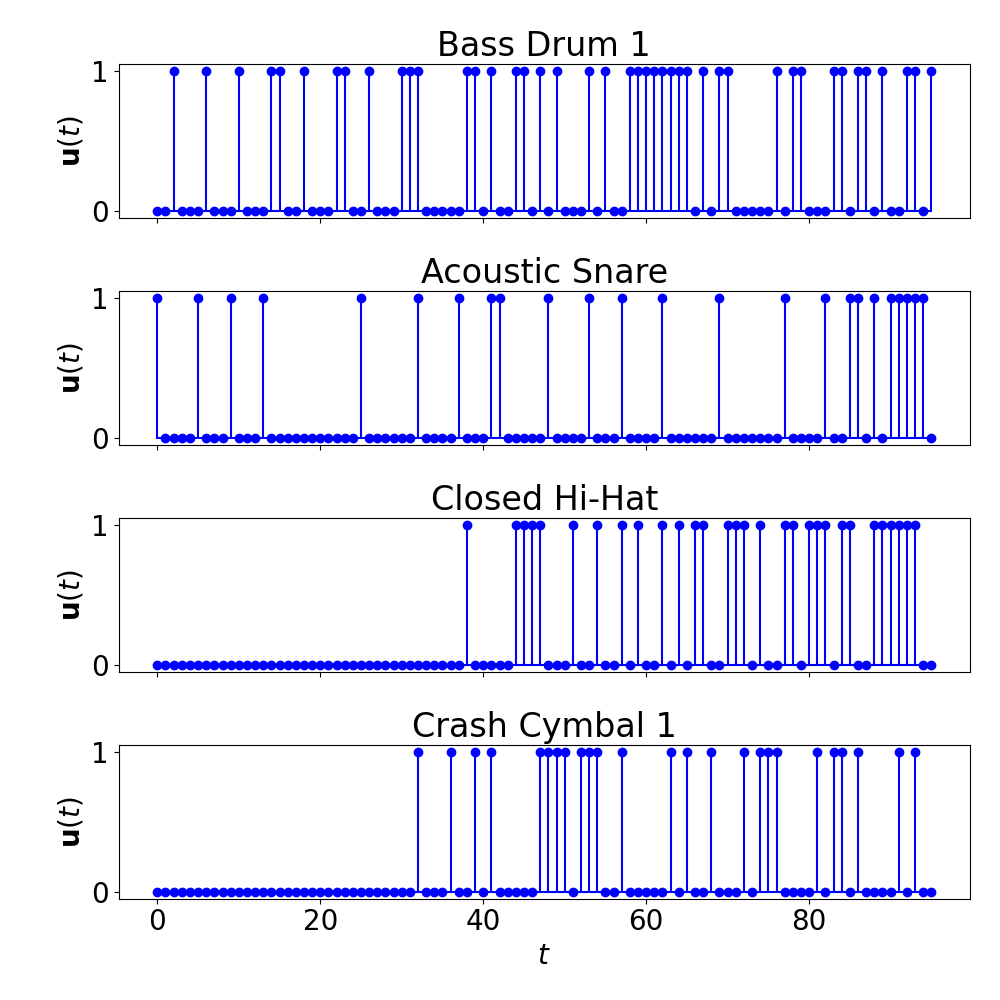 Bass Drum 1
1
u(t)
0
Acoustic Snare
1
u(t)
0
Closed Hi-Hat
1
u(t)
0
Crash Cymbal 1
1
u(t)
0
0 20 40 60 80
t